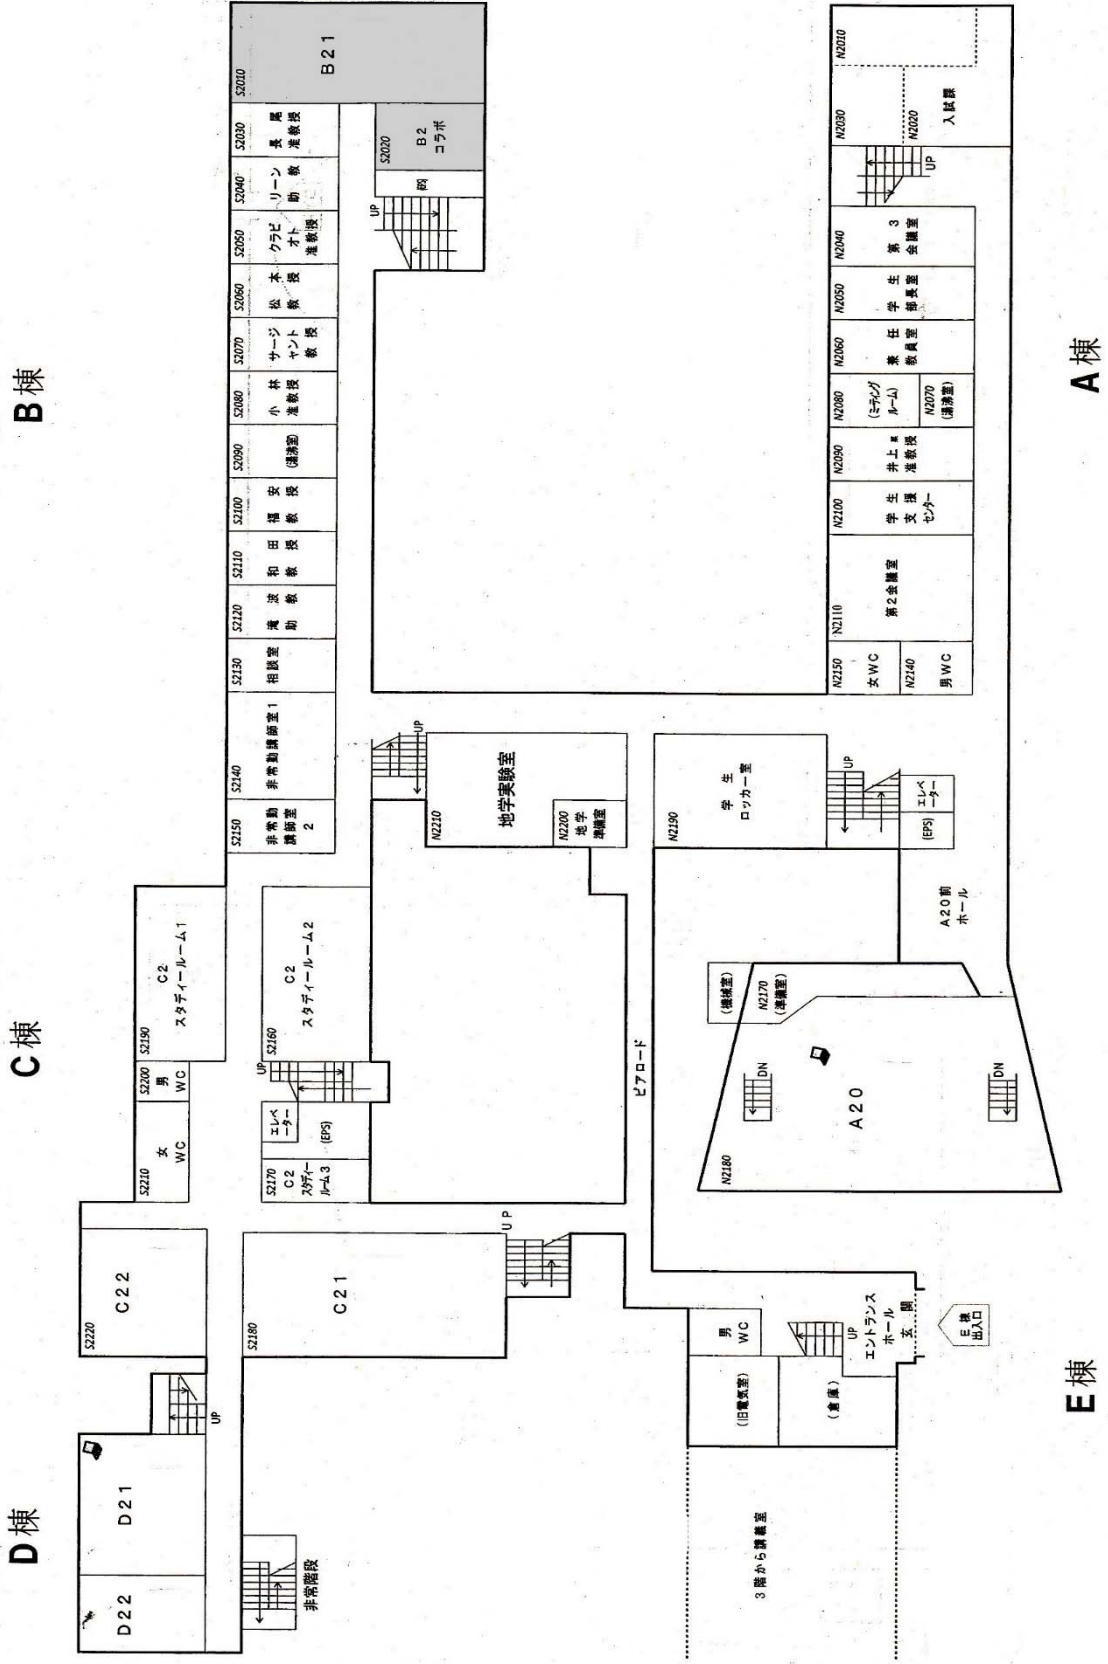 B棟
C棟
D棟
A棟
E棟
S2010
B21
S2020
B2
コラボ
S2030
長尾
准教授
S2040
リーン
助教
S2050
クラビ
オト
准教授
S2060
松本
教授
S2070
サージ
ャント
教授
S2080
小林
准教授
S2090
(湯沸室)
S2100
福安
教授
S2110
和田
教授
S2120
滝波
助教
S2130
相談室
S2140
非常勤講師室1
S2150
非常勤
講師室
2
UP
UP
S2190
C2
スタディールーム1
S2160
C2
スタディールーム2
S2200
男
WC
S2210
女
WC
UP
エレベ
ーター
(EPS)
S2170
C2
スタディー
ルーム3
S2220
C22
S2180
C21
UP
UP
D21
D22
非常階段
N2210
地学実験室
N2200
地学
準備室
N2190
学生
ロッカー室
UP
エレベ
ーター
(EPS)
ピアロード
A20前
ホール
(機械室)
N2170
(準備室)
N2180
A20
DN
DN
N2010
N2030
N2020
入試課
UP
N2040
第3
会議室
N2050
学生
部長室
N2060
兼任
教員室
N2080
(ミーティング
ルーム)
N2070
(湯沸室)
N2090
井上
准教授
N2100
学生
支援
センター
N2110
第2会議室
N2150
女WC
N2140
男WC
男
WC
UP
エントランス
ホール
玄関
(旧電気室)
(倉庫)
E棟
出入口
3階から講義室